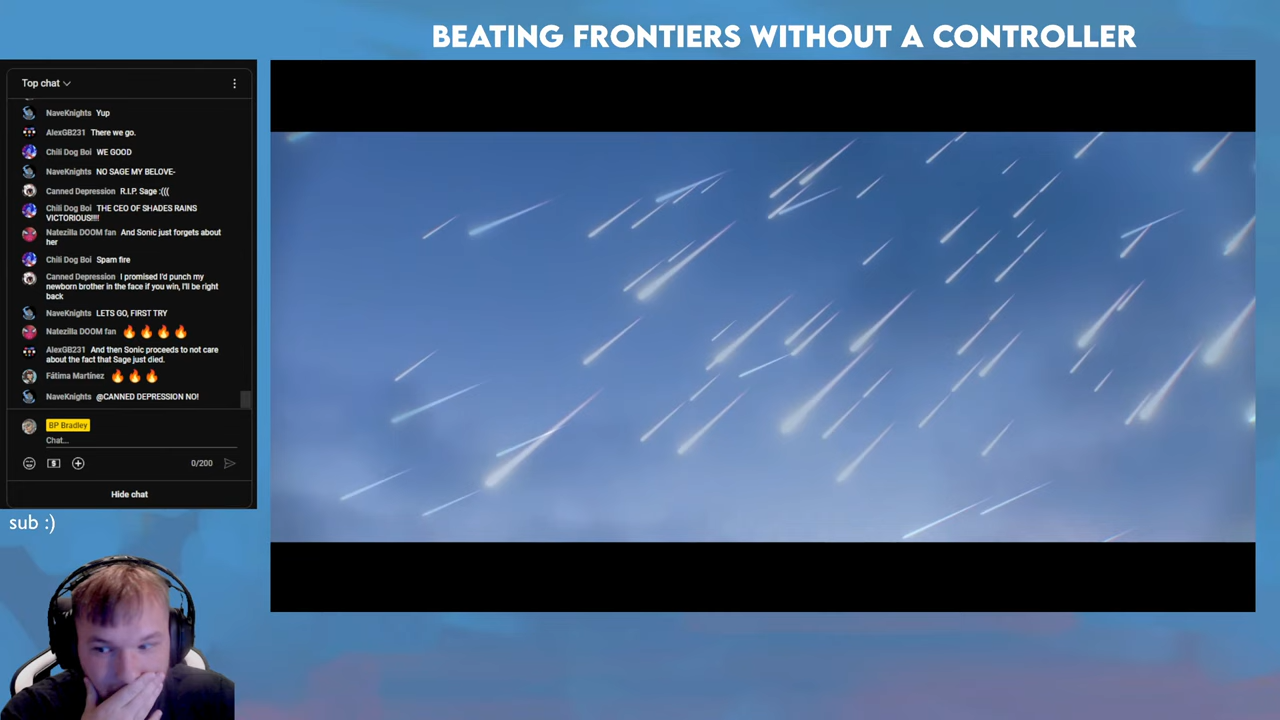 BEATING FRONTIERS WITHOUT A CONTROLLER
Top chat
NaveKnights Yup
AlexGB231 There we go.
Chili Dog Boi WE GOOD
NaveKnights NO SAGE MY BELOVE-
Canned Depression R.I.P. Sage :(((
Chili Dog Boi THE CEO OF SHADES RAINS
VICTORIOUS!!!!
Natezilla DOOM fan And Sonic just forgets about
her
Chili Dog Boi Spam fire
Canned Depression I promised I'd punch my
newborn brother in the face if you win, I'll be right
back
NaveKnights LETS GO, FIRST TRY
Natezilla DOOM fan 🔥🔥🔥🔥
AlexGB231 And then Sonic proceeds to not care
about the fact that Sage just died.
Fátima Martínez 🔥🔥🔥
NaveKnights @CANNED DEPRESSION NO!
BP Bradley
Chat...
0/200
Hide chat
sub :)